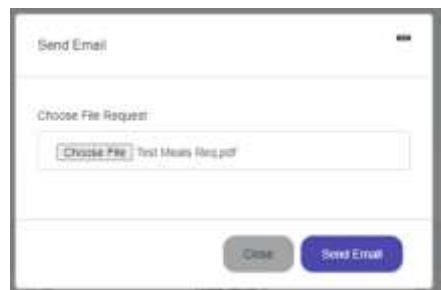 Send Email
Choose File Request
Choose File Test Meals Req.pdf
Close
Send Email